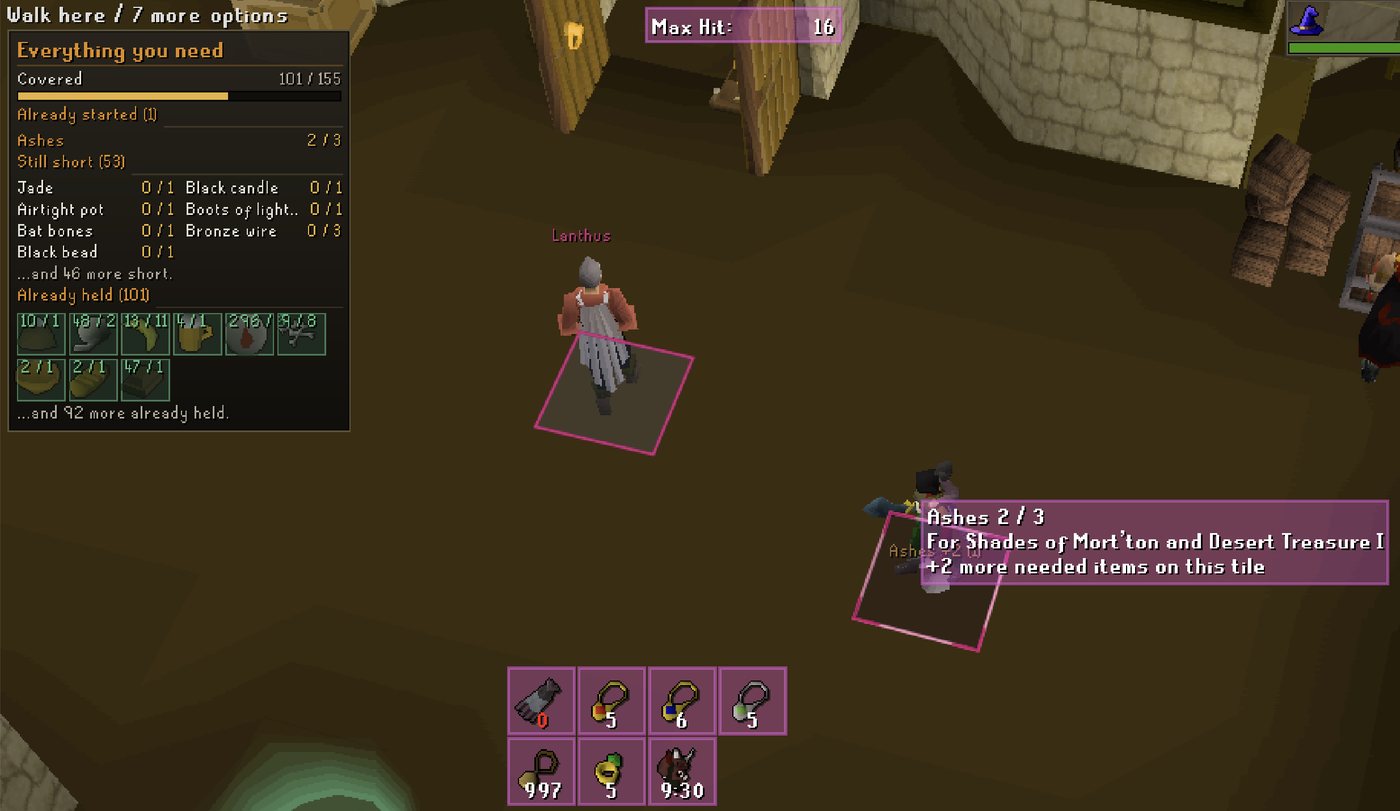 Walk here / 7 more options
Everything you need
Covered 101 / 155
Already started (1)
Ashes 2 / 3
Still short (53)
Jade 0 / 1 Black candle 0 / 1
Airtight pot 0 / 1 Boots of light.. 0 / 1
Bat bones 0 / 1 Bronze wire 0 / 3
Black bead 0 / 1
...and 46 more short.
Already held (101)
10 / 1 48 / 2 13 / 11 4 / 1 296 / 9 / 8
2 / 1 2 / 1 47 / 1
...and 92 more already held.
Max Hit: 16
Lanthus
Ashes 2 / 3
For Shades of Mort'ton and Desert Treasure I
+2 more needed items on this tile
Ashes +2
0 5 6 5
997 5 9:30